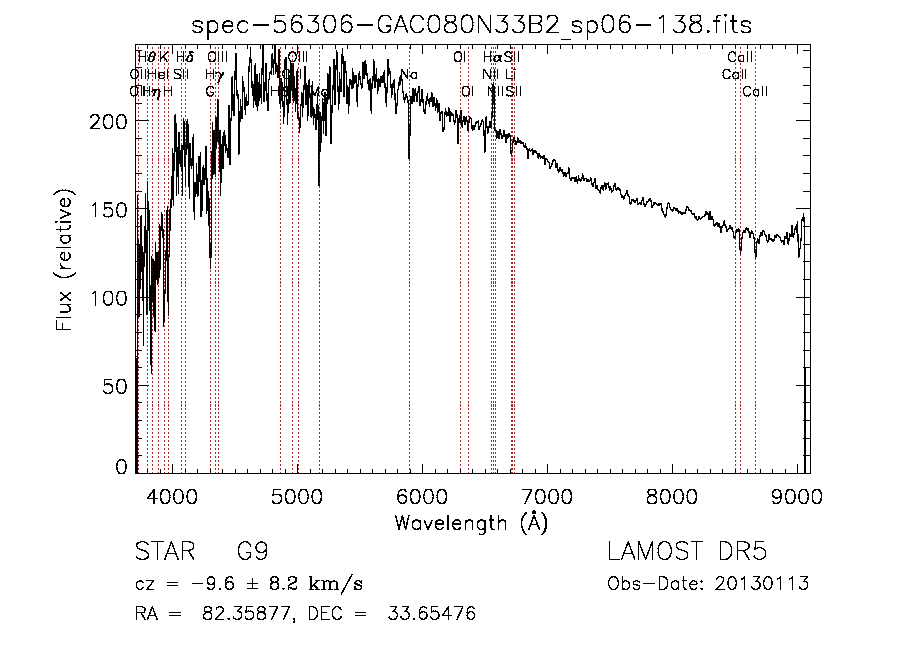 spec-56306-GAC080N33B2_sp06-138.fits
Hθ K Hδ OIII OIII OI Hα SII CaII
OII HeI SII Hγ NII Li CaII
OII Hη H G H Mg Na OI NII SII CaII
200
150
100
50
0
Flux (relative)
4000 5000 6000 7000 8000 9000
Wavelength (Å)
STAR G9 LAMOST DR5
cz = −9.6 ± 8.2 km/s Obs-Date: 20130113
RA = 82.35877, DEC = 33.65476